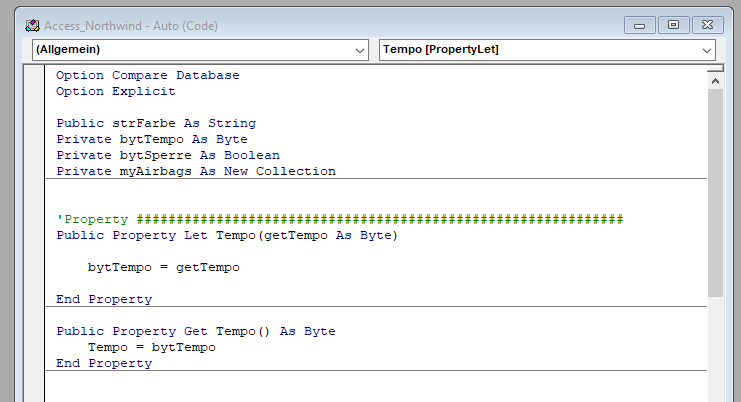 Access_Northwind - Auto (Code)
(Allgemein) Tempo [PropertyLet]
Option Compare Database
Option Explicit
Public strFarbe As String
Private bytTempo As Byte
Private bytSperre As Boolean
Private myAirbags As New Collection
'Property #############################################################
Public Property Let Tempo(getTempo As Byte)
bytTempo = getTempo
End Property
Public Property Get Tempo() As Byte
Tempo = bytTempo
End Property